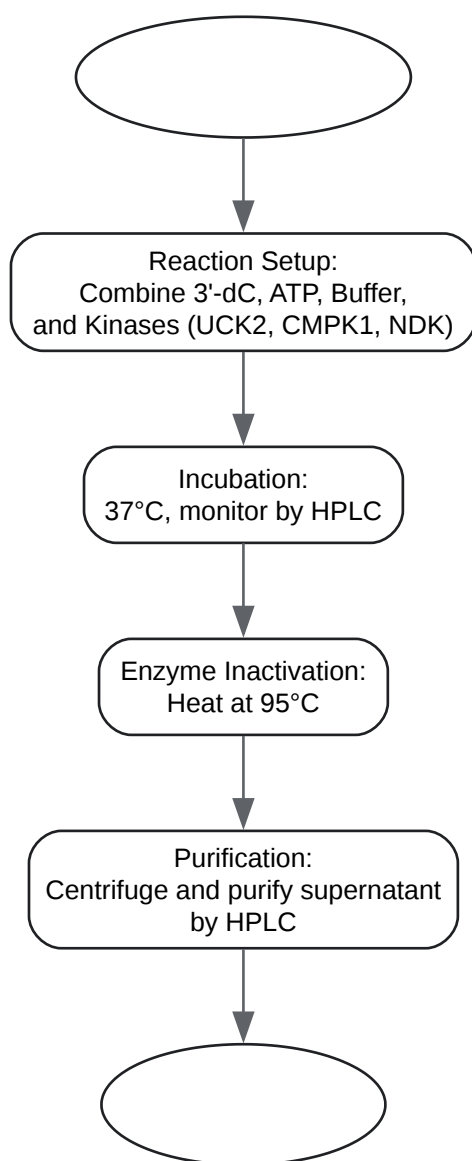 Reaction Setup:
Combine 3'-dC, ATP, Buffer,
and Kinases (UCK2, CMPK1, NDK)
Incubation:
37°C, monitor by HPLC
Enzyme Inactivation:
Heat at 95°C
Purification:
Centrifuge and purify supernatant
by HPLC